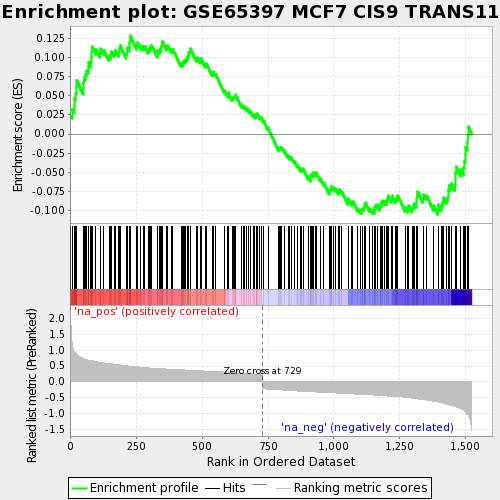 Enrichment plot: GSE65397 MCF7 CIS9 TRANS11
Enrichment score (ES)
0.125
0.100
0.075
0.050
0.025
0.000
-0.025
-0.050
-0.075
-0.100
'na_pos' (positively correlated)
Ranked list metric (PreRanked)
2.0
1.5
1.0
0.5
0.0
-0.5
-1.0
-1.5
Zero cross at 729
'na_neg' (negatively correlated)
0
250
500
750
1,000
1,250
1,500
Rank in Ordered Dataset
Enrichment profile
Hits
Ranking metric scores